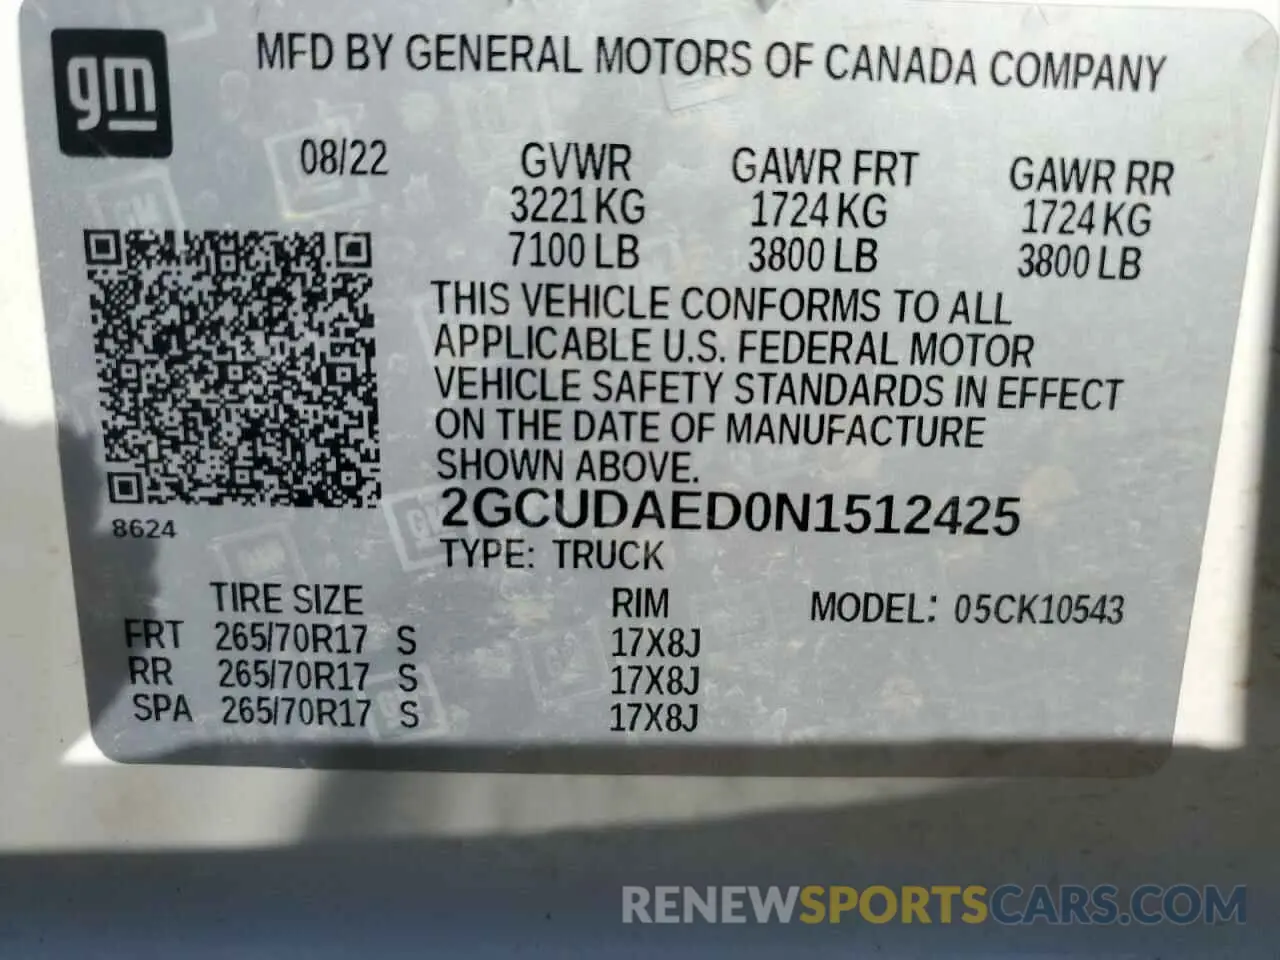 gm
MFD BY GENERAL MOTORS OF CANADA COMPANY
08/22 GVWR GAWR FRT GAWR RR
3221 KG 1724 KG 1724 KG
7100 LB 3800 LB 3800 LB
THIS VEHICLE CONFORMS TO ALL
APPLICABLE U.S. FEDERAL MOTOR
VEHICLE SAFETY STANDARDS IN EFFECT
ON THE DATE OF MANUFACTURE
SHOWN ABOVE.
2GCUDAED0N1512425
8624
TYPE: TRUCK
TIRE SIZE RIM MODEL: 05CK10543
FRT 265/70R17 S 17X8J
RR 265/70R17 S 17X8J
SPA 265/70R17 S 17X8J
RENEWSPORTSCARS.COM